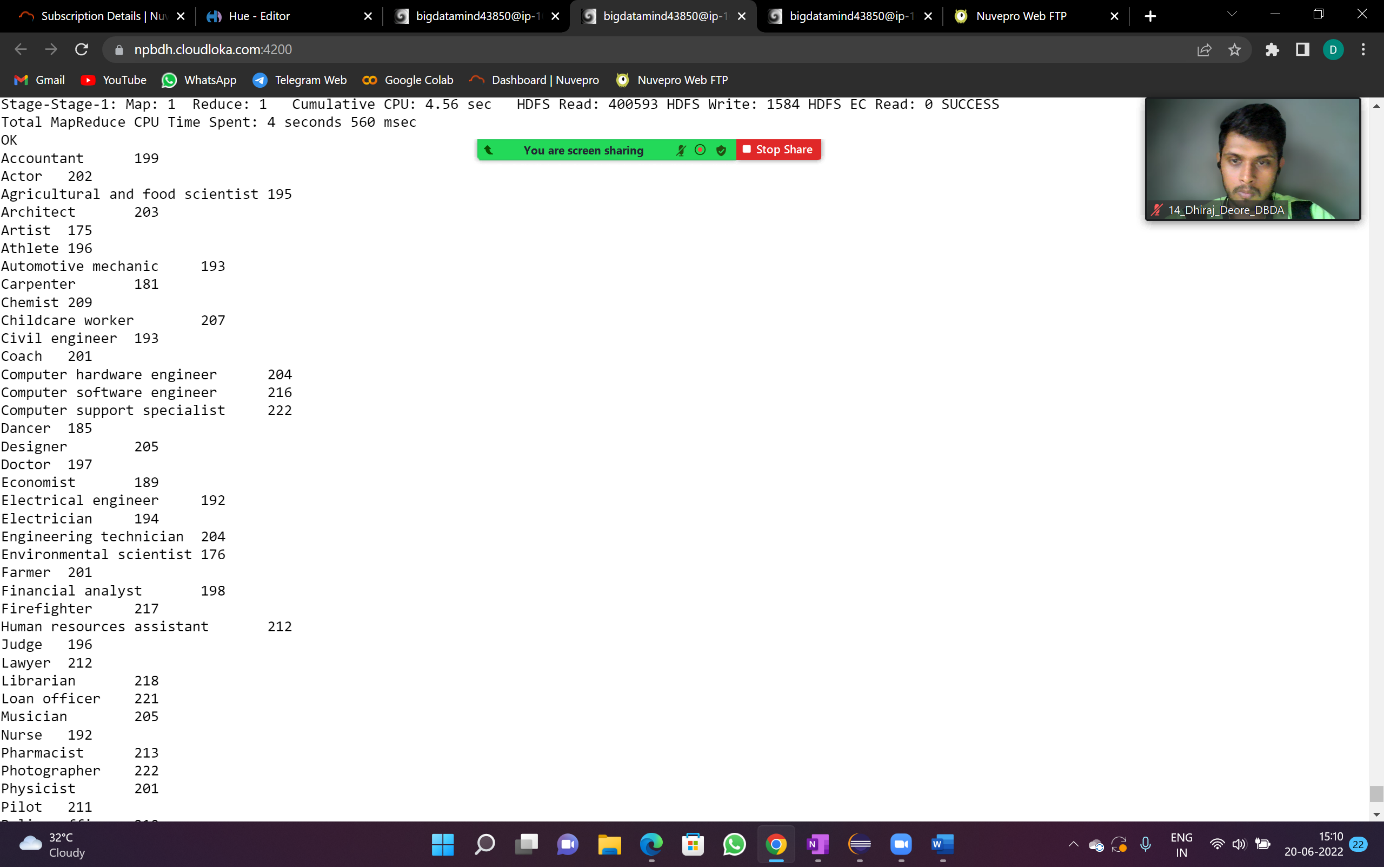 Subscription Details | Nuv
Hue - Editor
bigdatamind43850@ip-1
bigdatamind43850@ip-1
bigdatamind43850@ip-1
Nuvepro Web FTP
npbdh.cloudloka.com:4200
D
Gmail
YouTube
WhatsApp
Telegram Web
Google Colab
Dashboard | Nuvepro
Nuvepro Web FTP
Stage-Stage-1: Map: 1 Reduce: 1 Cumulative CPU: 4.56 sec HDFS Read: 400593 HDFS Write: 1584 HDFS EC Read: 0 SUCCESS
Total MapReduce CPU Time Spent: 4 seconds 560 msec
OK
You are screen sharing
Stop Share
14_Dhiraj_Deore_DBDA
Accountant 199
Actor 202
Agricultural and food scientist 195
Architect 203
Artist 175
Athlete 196
Automotive mechanic 193
Carpenter 181
Chemist 209
Childcare worker 207
Civil engineer 193
Coach 201
Computer hardware engineer 204
Computer software engineer 216
Computer support specialist 222
Dancer 185
Designer 205
Doctor 197
Economist 189
Electrical engineer 192
Electrician 194
Engineering technician 204
Environmental scientist 176
Farmer 201
Financial analyst 198
Firefighter 217
Human resources assistant 212
Judge 196
Lawyer 212
Librarian 218
Loan officer 221
Musician 205
Nurse 192
Pharmacist 213
Photographer 222
Physicist 201
Pilot 211
32°C
Cloudy
ENG
IN
15:10
20-06-2022
22